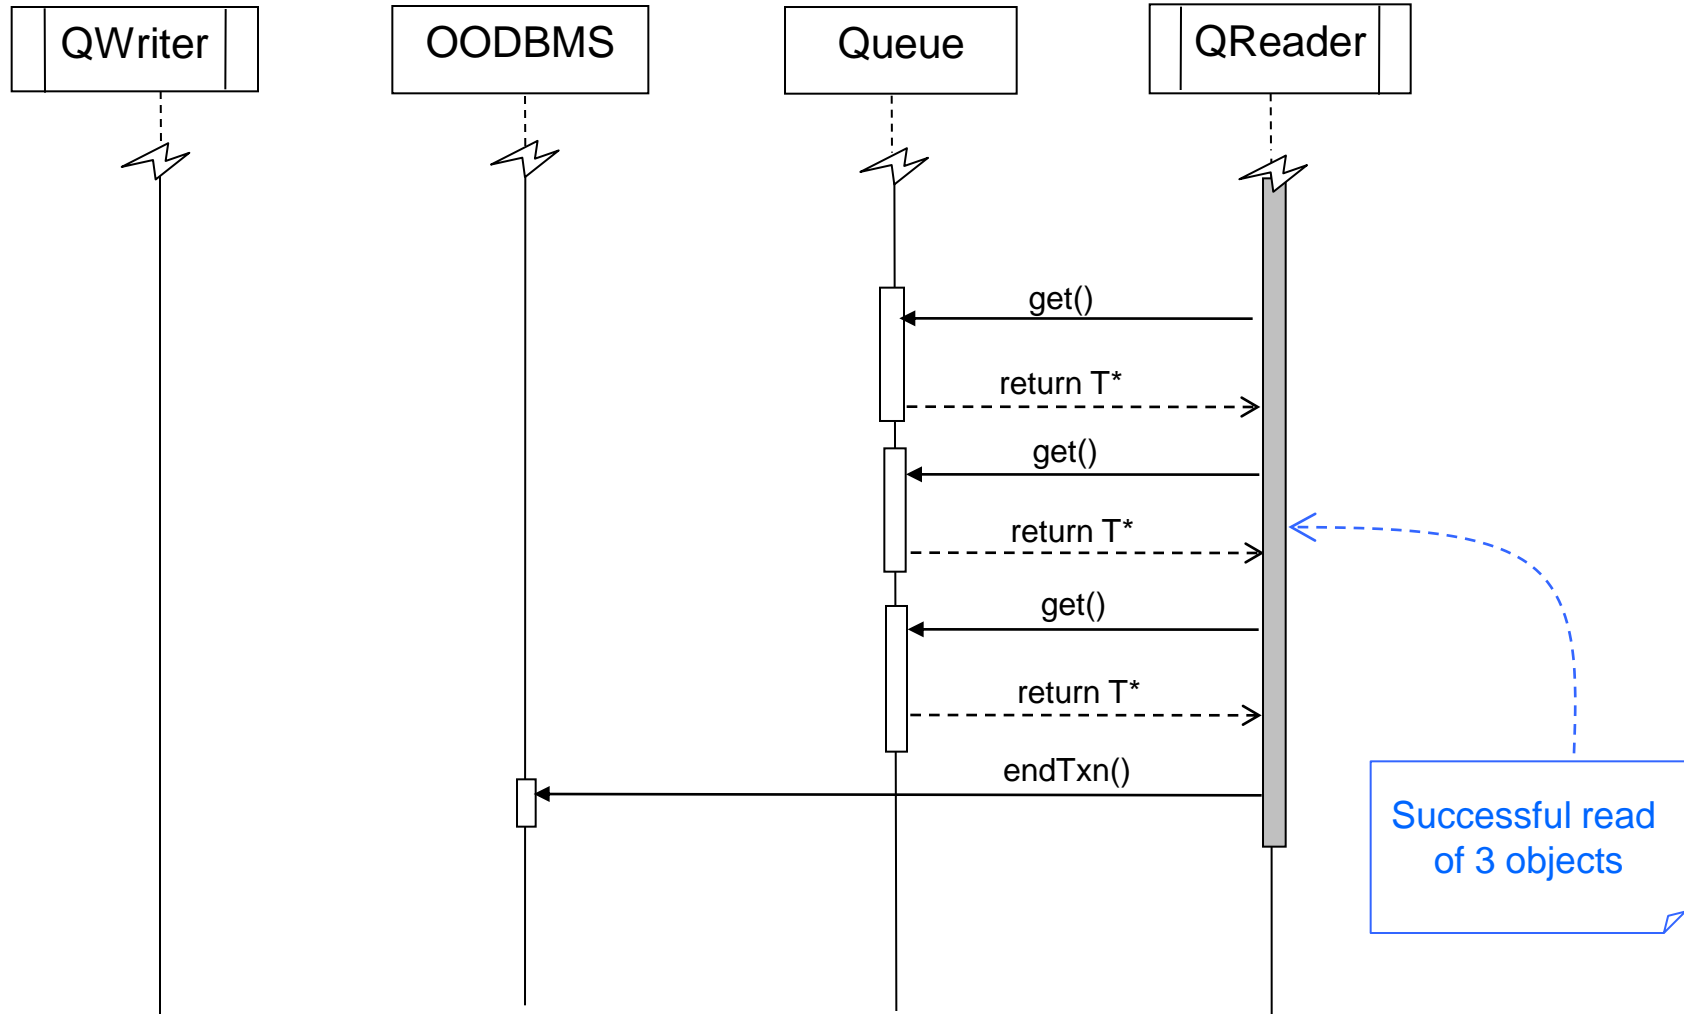 QWriter
OODBMS
Queue
QReader
get()
return T*
get()
return T*
get()
return T*
endTxn()
Successful read
of 3 objects